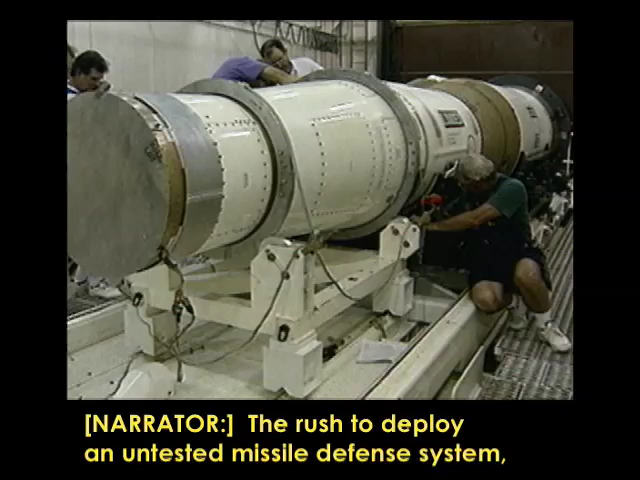 [NARRATOR:] The rush to deploy
an untested missile defense system,